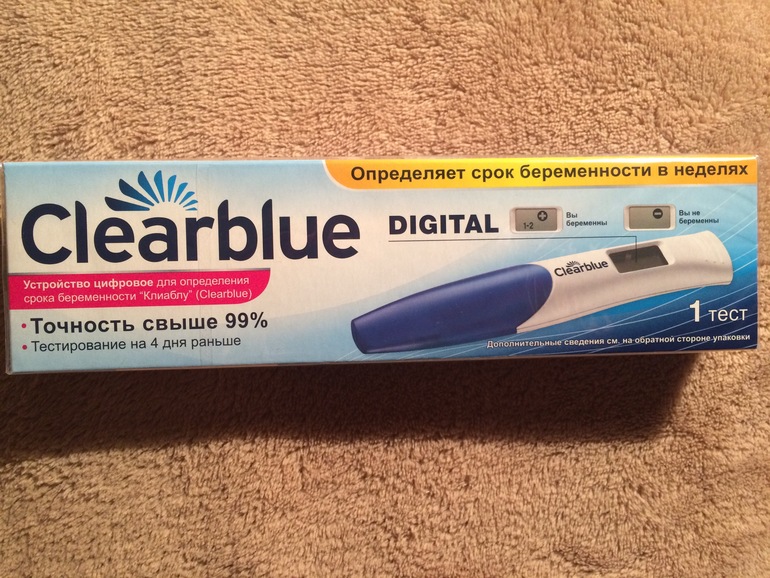 Определяет срок беременности в неделях
Clearblue
DIGITAL
1-2
Вы
беременны
Вы не
беременны
Clearblue
Устройство цифровое для определения
срока беременности "Клиаблу" (Clearblue)
• Точность свыше 99%
• Тестирование на 4 дня раньше
1 тест
Дополнительные сведения см. на обратной стороне упаковки